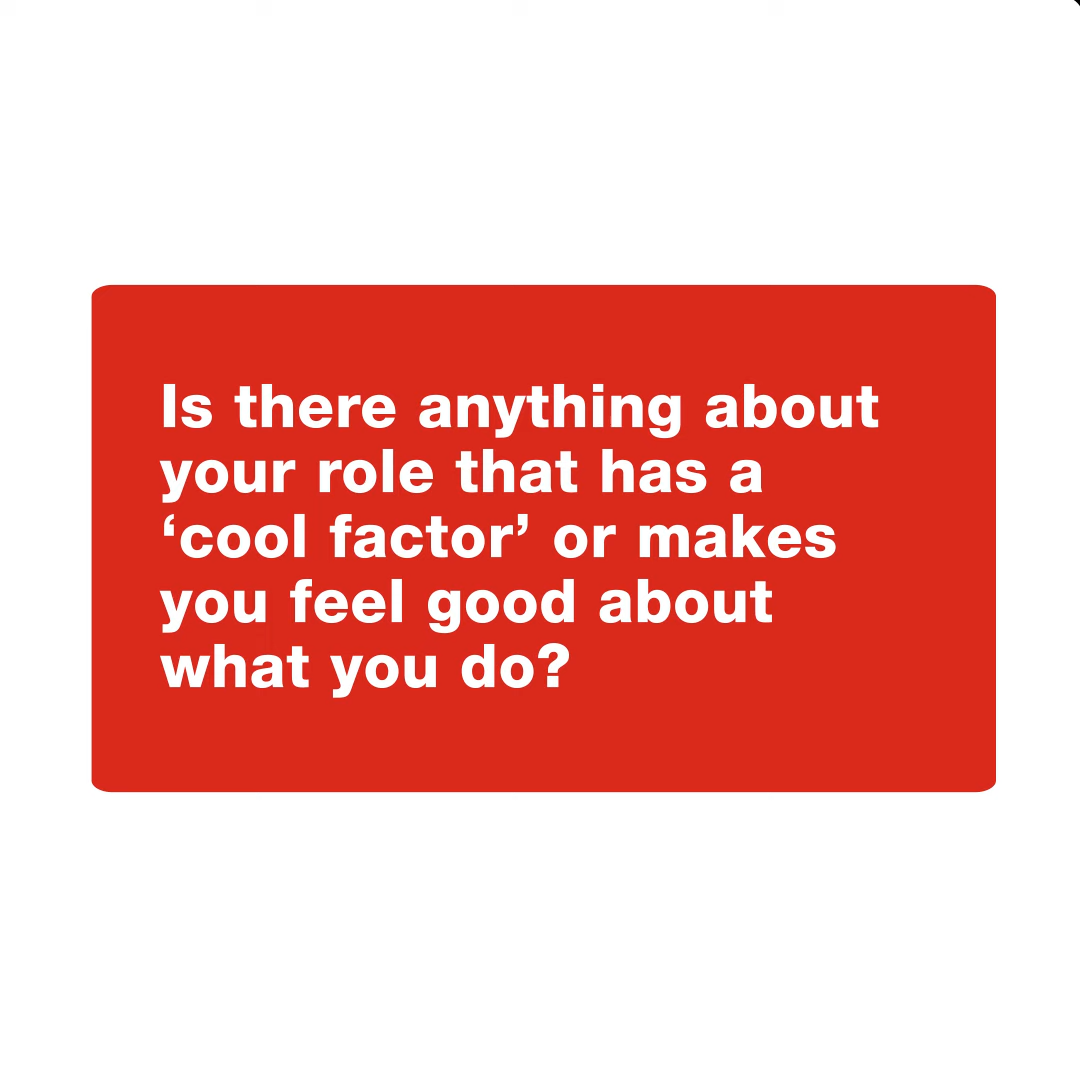 Is there anything about
your role that has a
‘cool factor’ or makes
you feel good about
what you do?